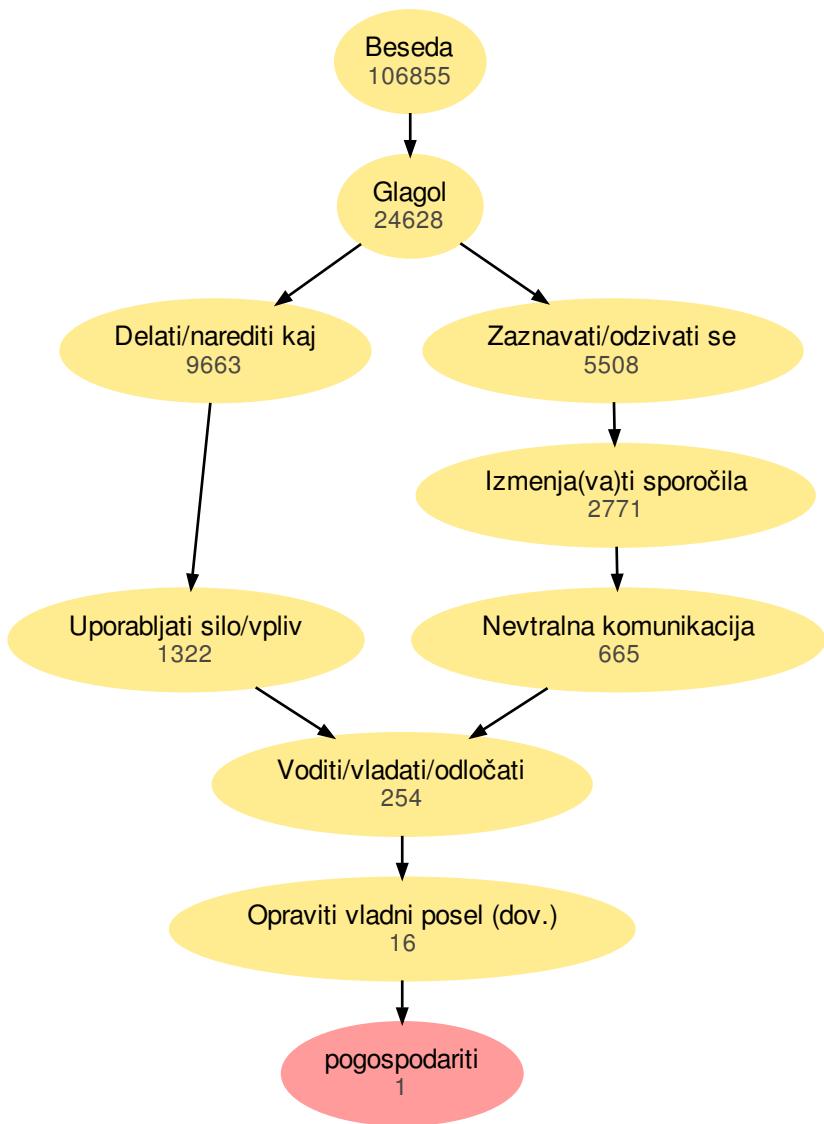 Beseda
106855
Glagol
24628
Delati/narediti kaj
9663
Zaznavati/odzivati se
5508
Izmenja(va)ti sporočila
2771
Uporabljati silo/vpliv
1322
Nevtralna komunikacija
665
Voditi/vladati/odločati
254
Opraviti vladni posel (dov.)
16
pogospodariti
1